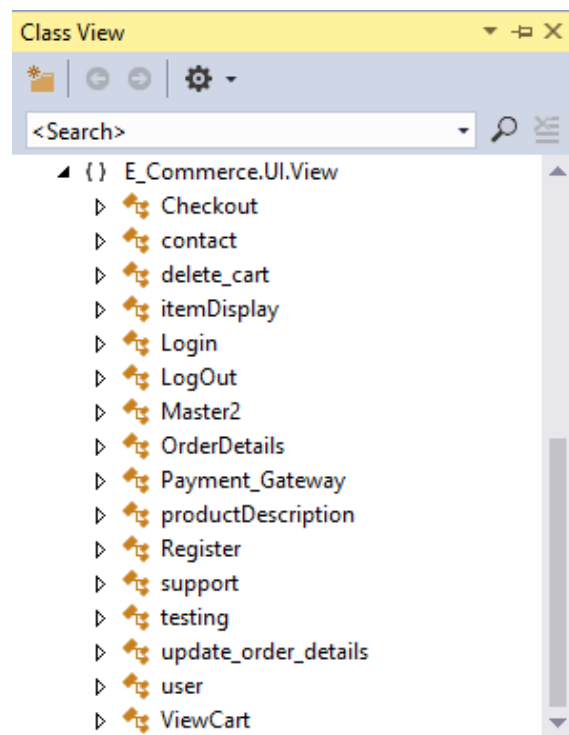 Class View
<Search>
{ } E_Commerce.UI.View
Checkout
contact
delete_cart
itemDisplay
Login
LogOut
Master2
OrderDetails
Payment_Gateway
productDescription
Register
support
testing
update_order_details
user
ViewCart